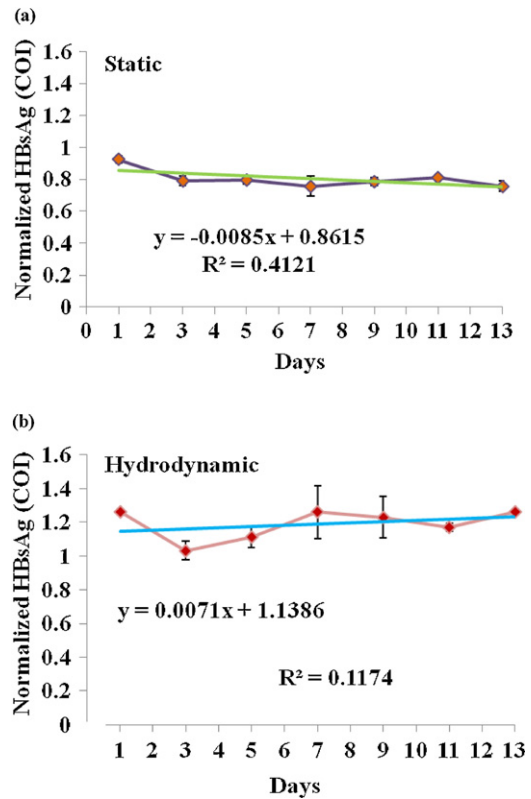 (a)
Normalized HBsAg (COI)
1.6
1.4
1.2
1
0.8
0.6
0.4
0.2
0
Static
y = -0.0085x + 0.8615
R² = 0.4121
0 1 2 3 4 5 6 7 8 9 10 11 12 13
Days
(b)
Normalized HBsAg (COI)
1.6
1.4
1.2
1
0.8
0.6
0.4
0.2
0
Hydrodynamic
y = 0.0071x + 1.1386
R² = 0.1174
1 2 3 4 5 6 7 8 9 10 11 12 13
Days